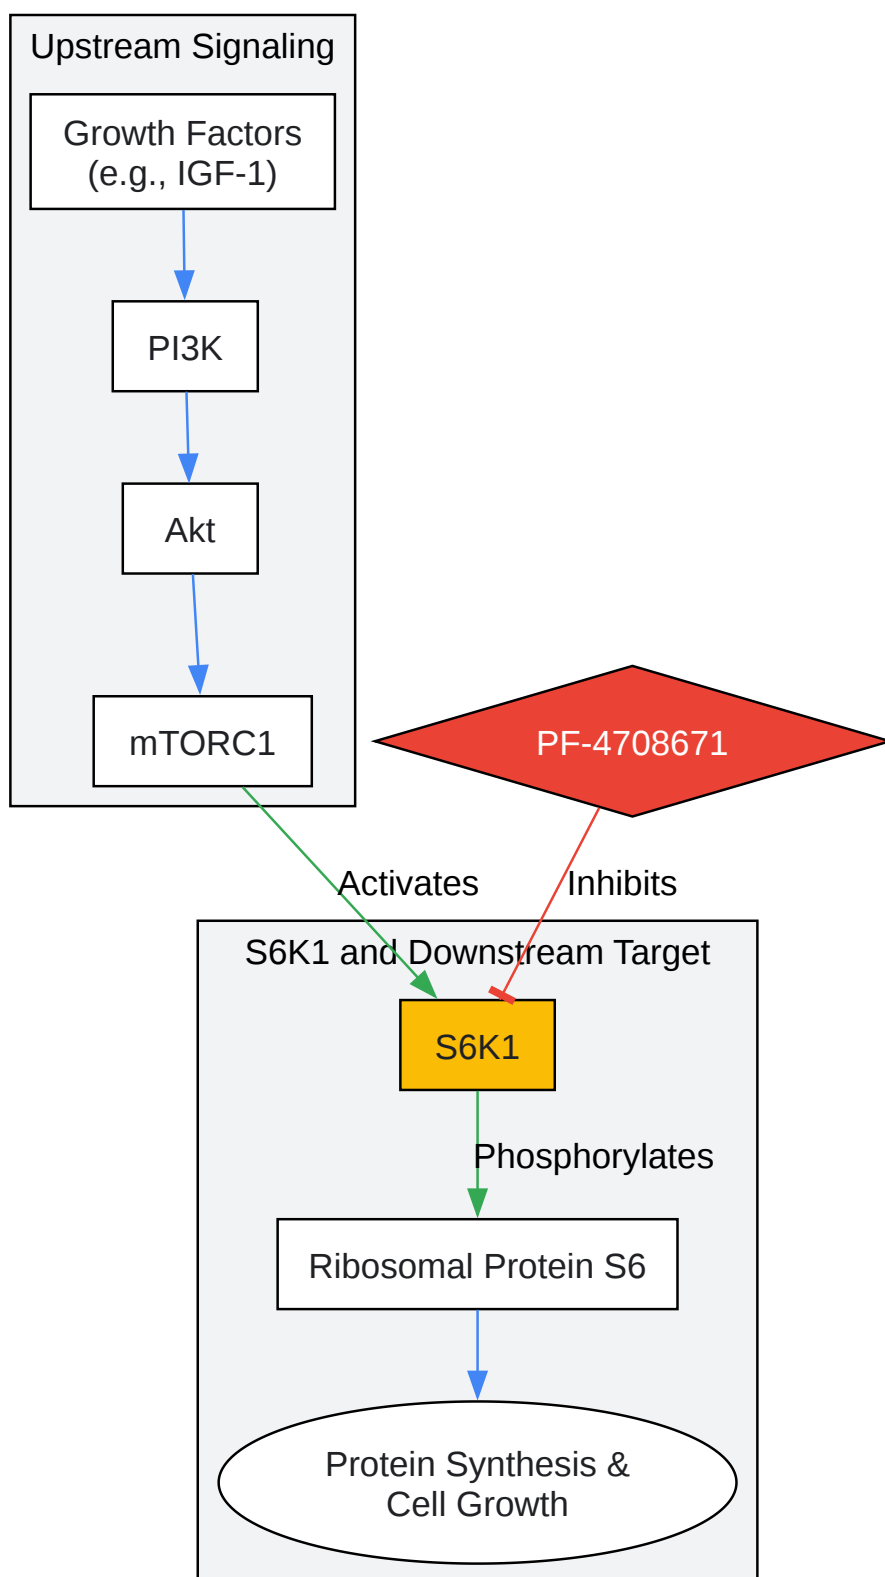 Upstream Signaling
Growth Factors
(e.g., IGF-1)
PI3K
Akt
mTORC1
PF-4708671
Activates
Inhibits
S6K1 and Downstream Target
S6K1
Phosphorylates
Ribosomal Protein S6
Protein Synthesis &
Cell Growth